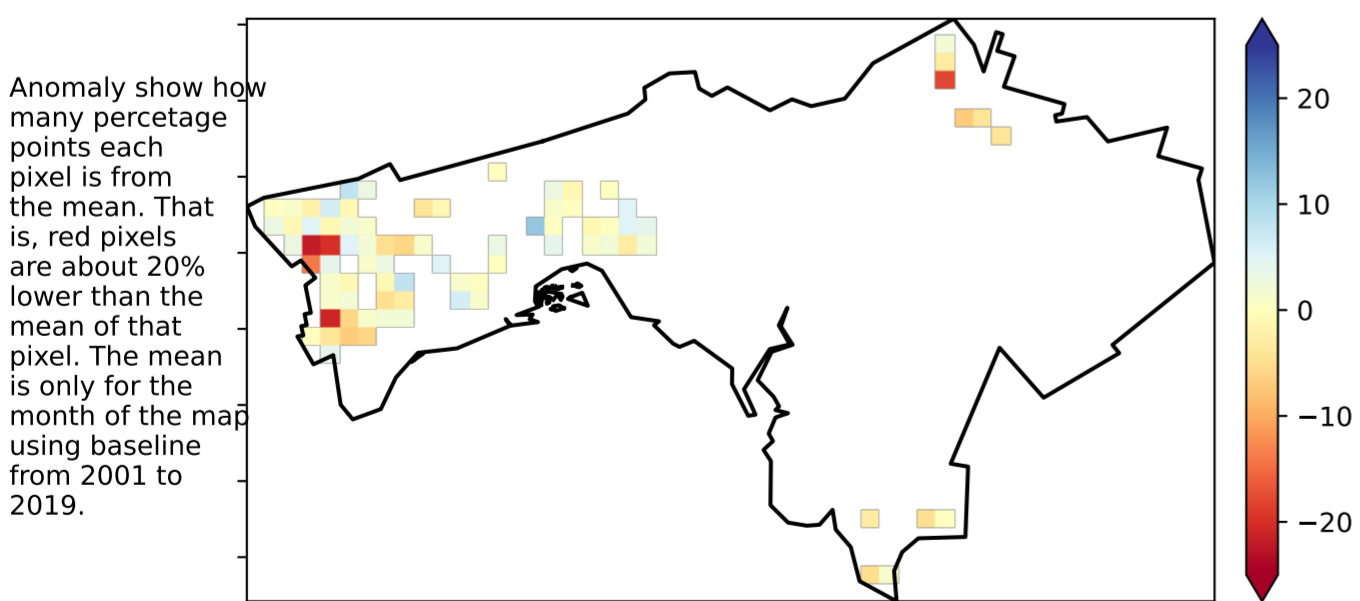 Anomaly show how
many percetage
points each
pixel is from
the mean. That
is, red pixels
are about 20%
lower than the
mean of that
pixel. The mean
is only for the
month of the map
using baseline
from 2001 to
2019.
20
10
0
−10
−20